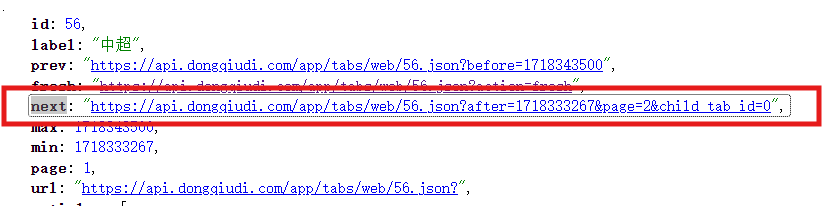 id: 56,
label: "中超",
prev: "https://api.dongqiudi.com/app/tabs/web/56.json?before=1718343500",
fresh: "https://api.dongqiudi.com/app/tabs/web/56.json?action=fresh",
next: "https://api.dongqiudi.com/app/tabs/web/56.json?after=1718333267&page=2&child_tab_id=0",
max: 1718343500,
min: 1718333267,
page: 1,
url: "https://api.dongqiudi.com/app/tabs/web/56.json?",